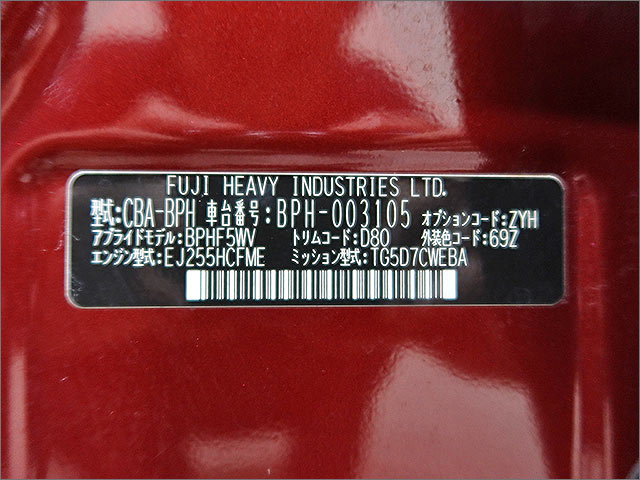 FUJI HEAVY INDUSTRIES LTD.
型式:CBA-BPH 車台番号:BPH-003105 オプションコード:ZYH
アプライドモデル:BPHF5WV トリムコード:D80 外装色コード:69Z
エンジン型式:EJ255HCFME ミッション型式:TG5D7CWEBA